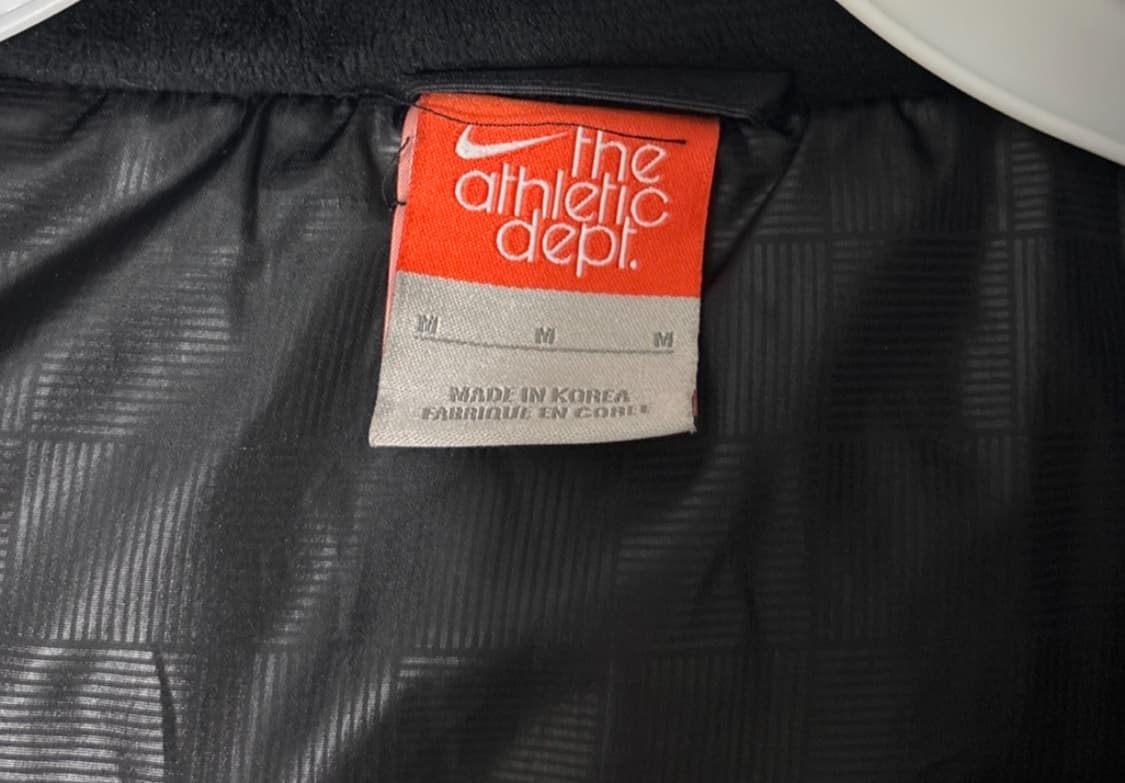 the
athletic
dept.
M M M
MADE IN KOREA
FABRIQUE EN COREE